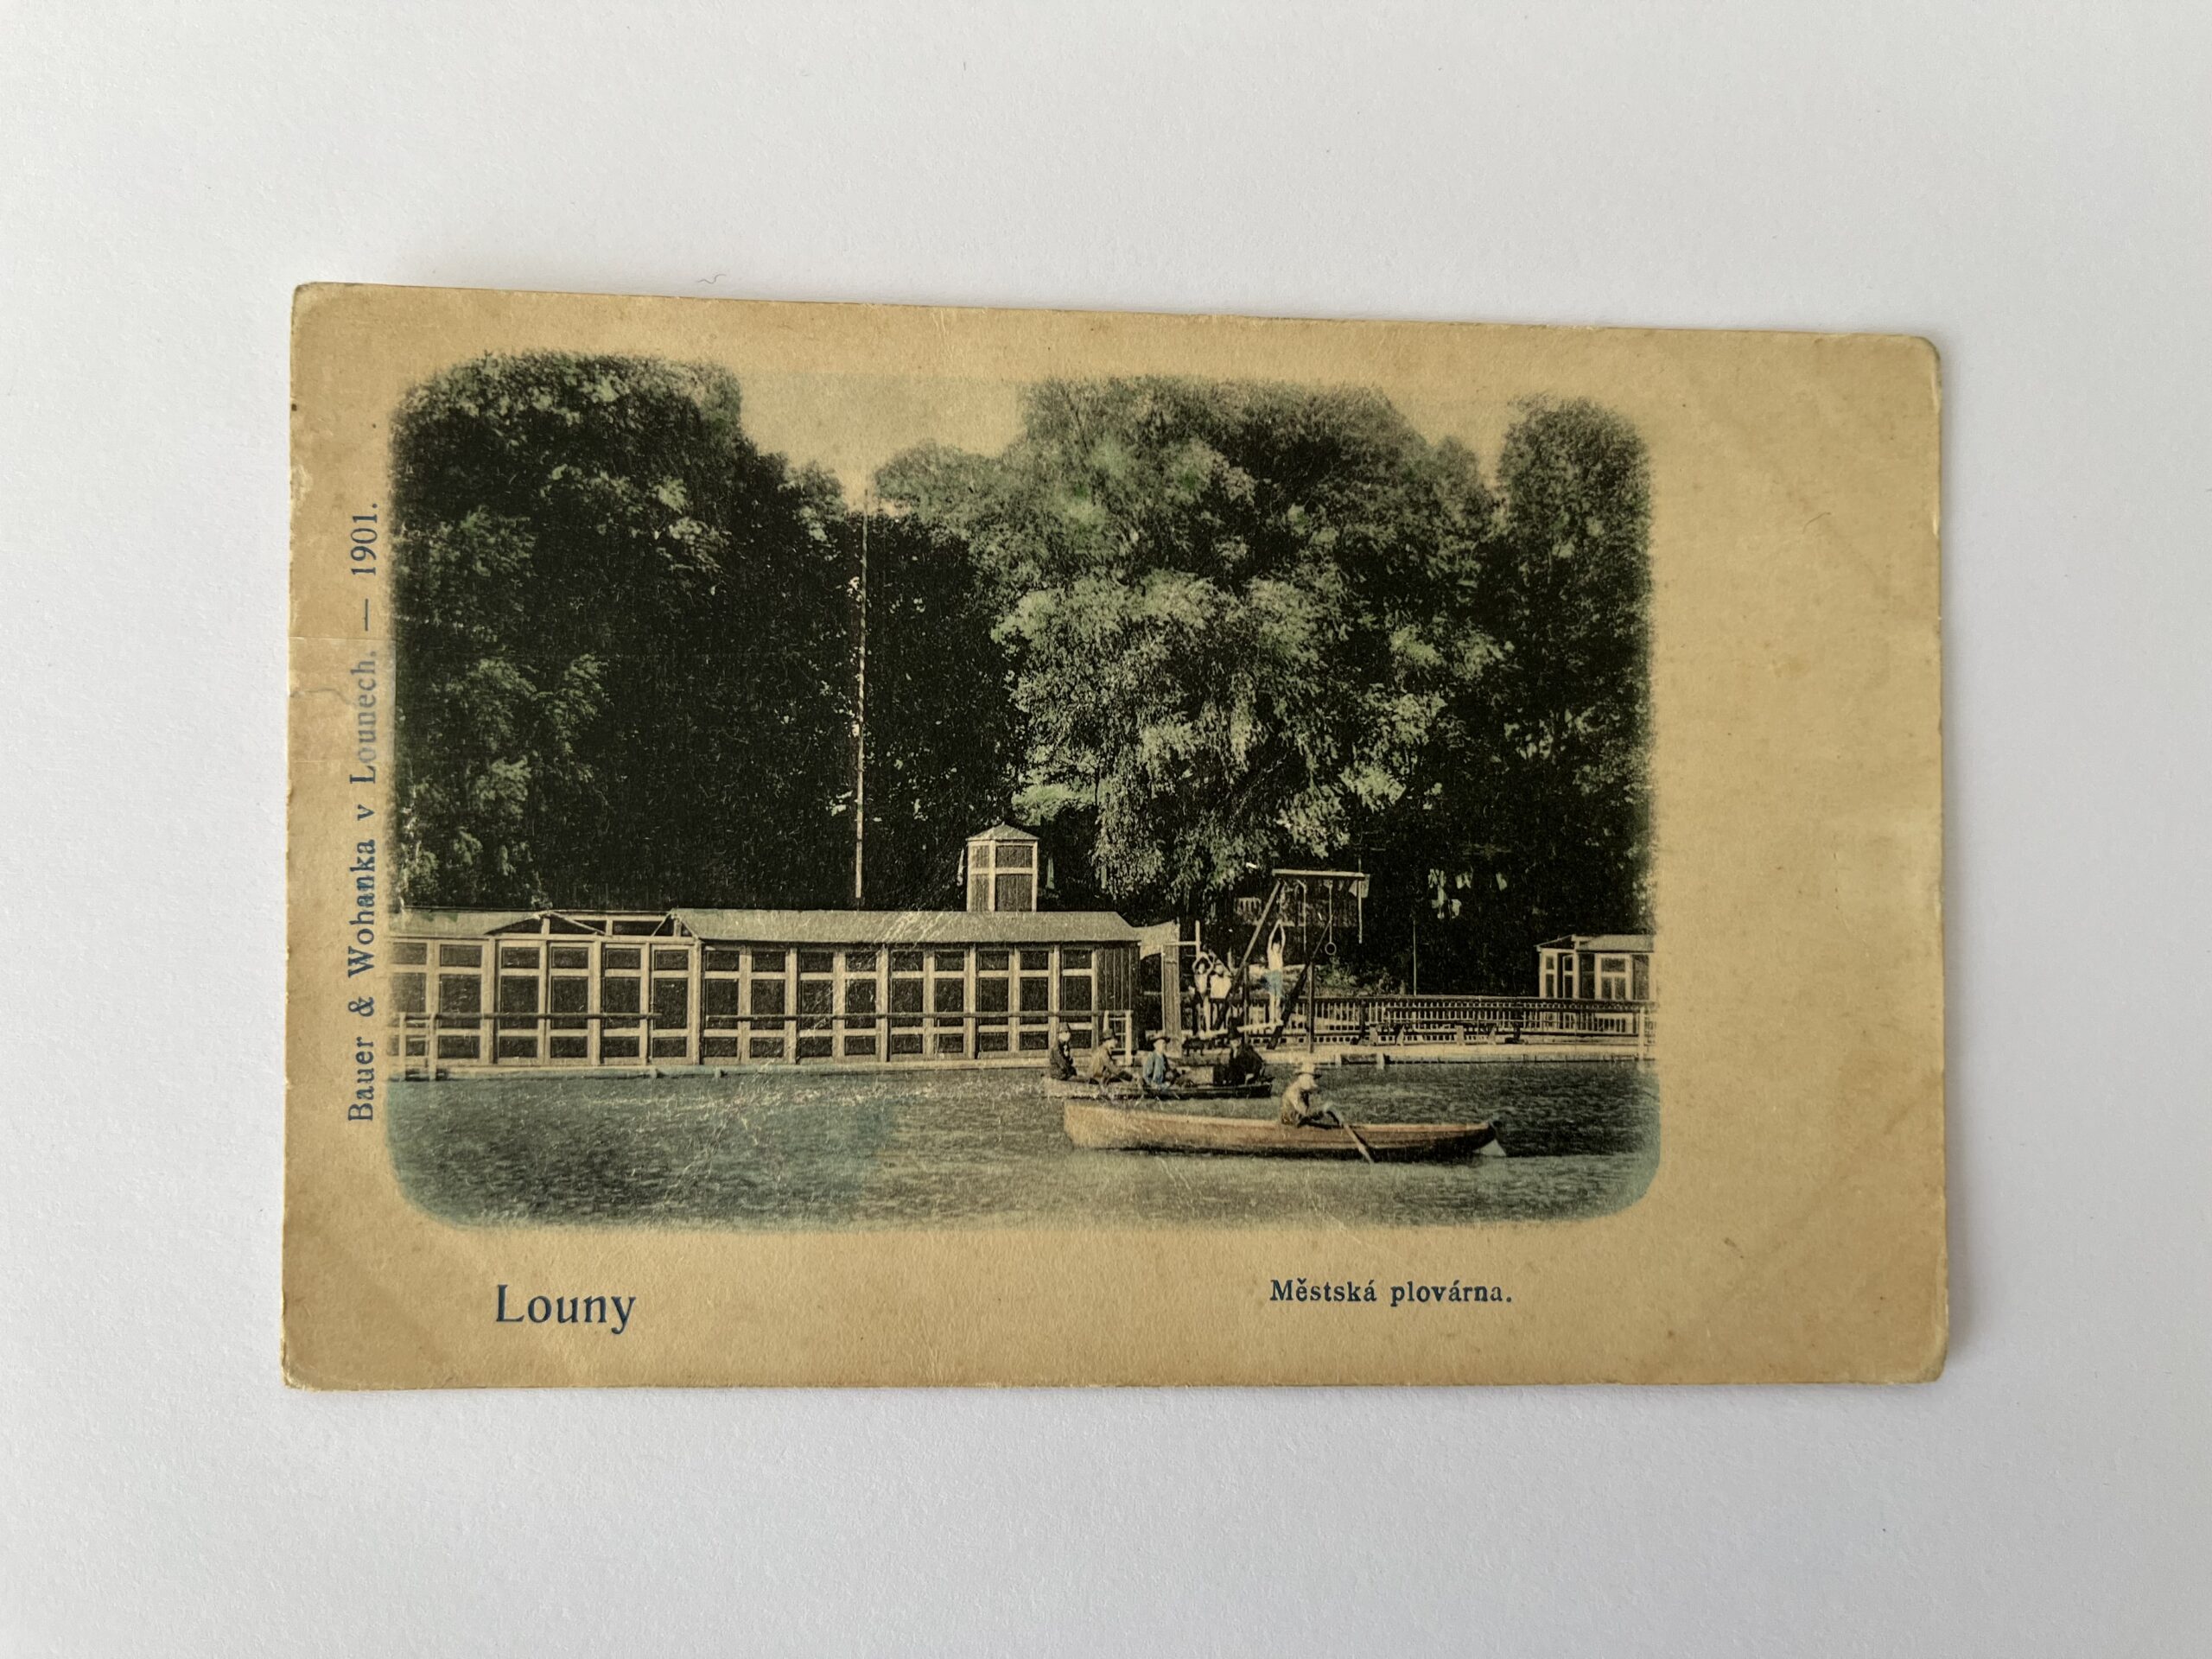 Bauer & Wohanka v Lounech. — 1901.
Louny
Městská plovárna.